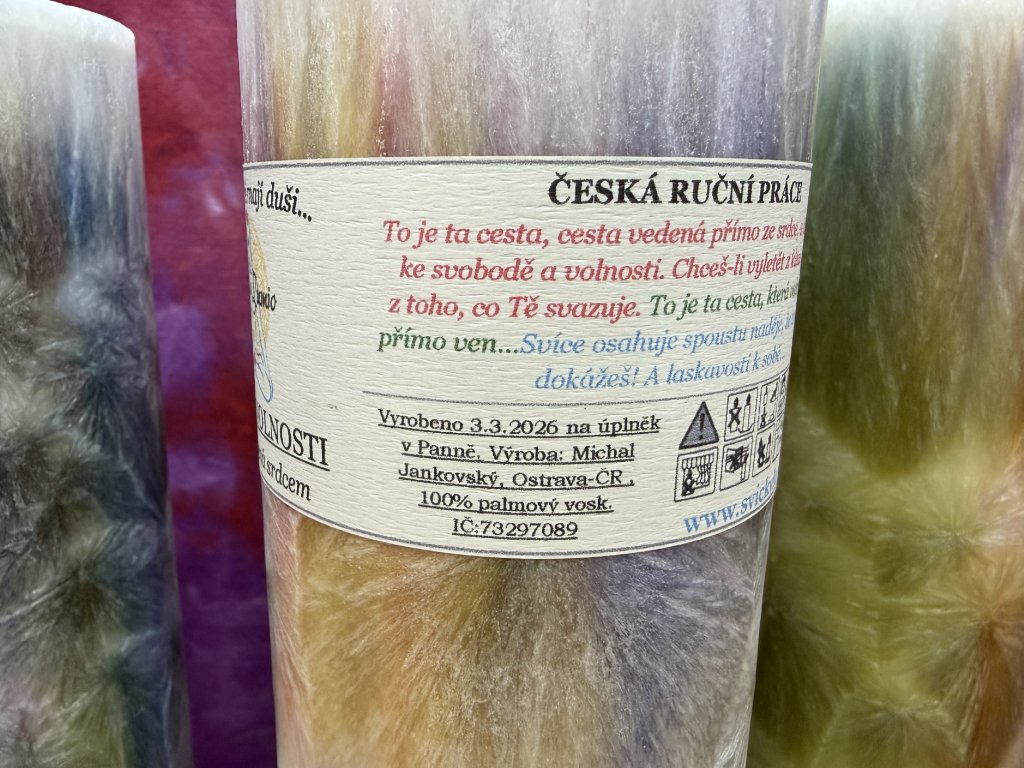 mají duši...
OLNOSTI
srdcem
ČESKÁ RUČNÍ PRÁCE
To je ta cesta, cesta vedená přímo ze srdce,
ke svobodě a volnosti. Chceš-li vyletět z
z toho, co Tě svazuje. To je ta cesta, která
přímo ven...Svíce osahuje spoustu naděje,
dokážeš! A laskavosti k sobě...
Vyrobeno 3.3.2026 na úplněk
v Panně. Výroba: Michal
Jankovský, Ostrava-ČR ,
100% palmový vosk.
IČ:73297089
www.svicky